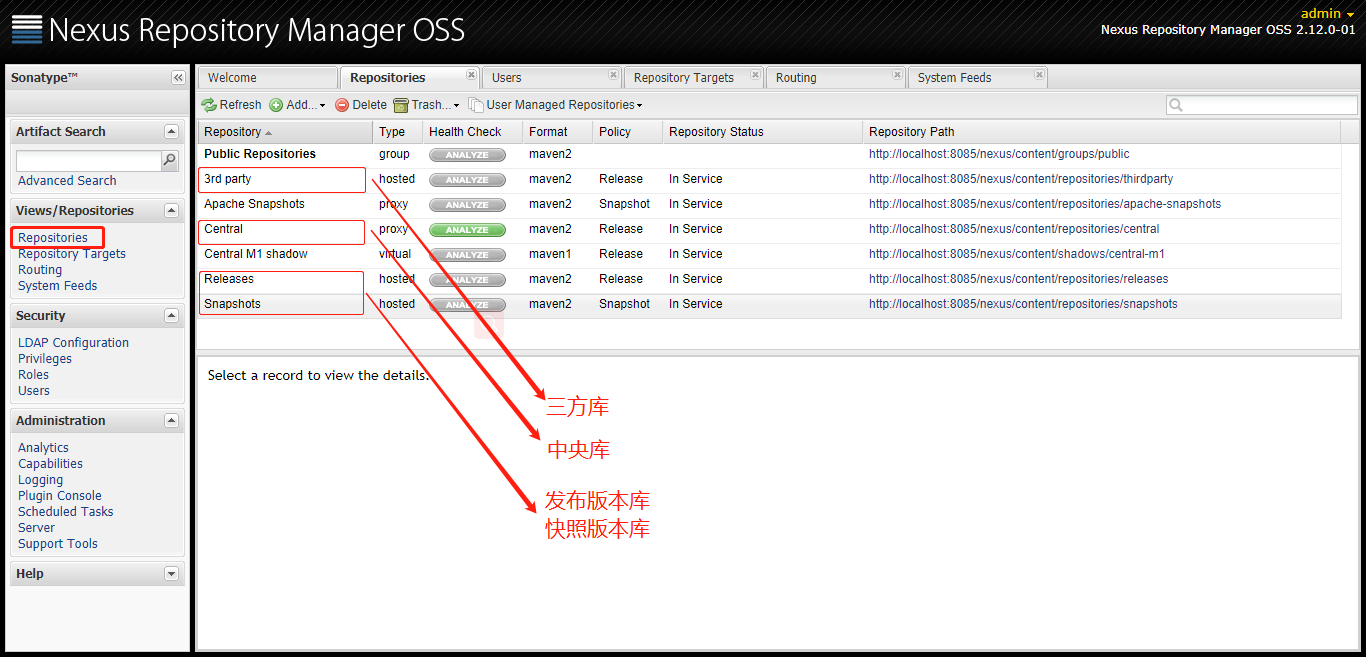 Nexus Repository Manager OSS
admin
Nexus Repository Manager OSS 2.12.0-01
Sonatype™
Artifact Search
Advanced Search
Views/Repositories
Repositories
Repository Targets
Routing
System Feeds
Security
LDAP Configuration
Privileges
Roles
Users
Administration
Analytics
Capabilities
Logging
Plugin Console
Scheduled Tasks
Server
Support Tools
Help
Welcome Repositories Users Repository Targets Routing System Feeds
Refresh Add... Delete Trash... User Managed Repositories
Repository Type Health Check Format Policy Repository Status Repository Path
Public Repositories group ANALYZE maven2 http://localhost:8085/nexus/content/groups/public
3rd party hosted ANALYZE maven2 Release In Service http://localhost:8085/nexus/content/repositories/thirdparty
Apache Snapshots proxy ANALYZE maven2 Snapshot In Service http://localhost:8085/nexus/content/repositories/apache-snapshots
Central proxy ANALYZE maven2 Release In Service http://localhost:8085/nexus/content/repositories/central
Central M1 shadow virtual ANALYZE maven1 Release In Service http://localhost:8085/nexus/content/shadows/central-m1
Releases hosted ANALYZE maven2 Release In Service http://localhost:8085/nexus/content/repositories/releases
Snapshots hosted ANALYZE maven2 Snapshot In Service http://localhost:8085/nexus/content/repositories/snapshots
Select a record to view the details.
三方库
中央库
发布版本库
快照版本库